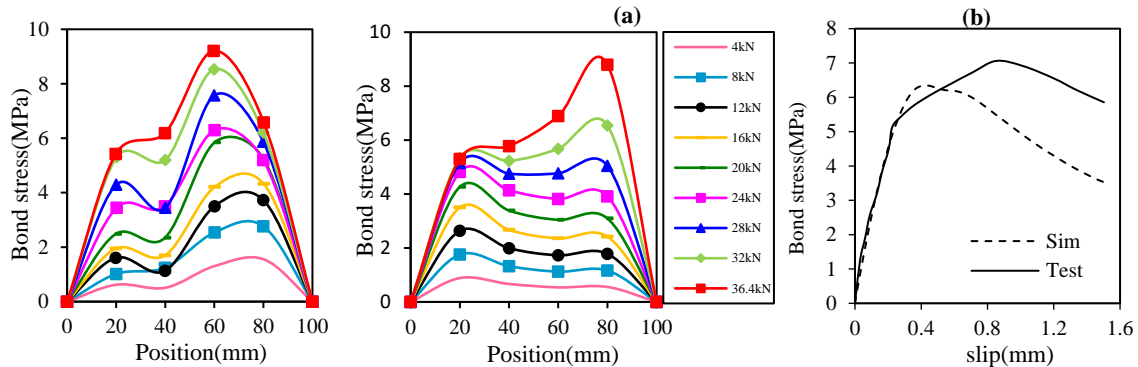 (a)
(b)
10
8
6
4
2
0
Bond stress(MPa)
0 20 40 60 80 100
Position(mm)
10
8
6
4
2
0
Bond stress(MPa)
0 20 40 60 80 100
Position(mm)
4kN
8kN
12kN
16kN
20kN
24kN
28kN
32kN
36.4kN
8
7
6
5
4
3
2
1
0
Bond stress(MPa)
Sim
Test
0 0.4 0.8 1.2 1.6
slip(mm)